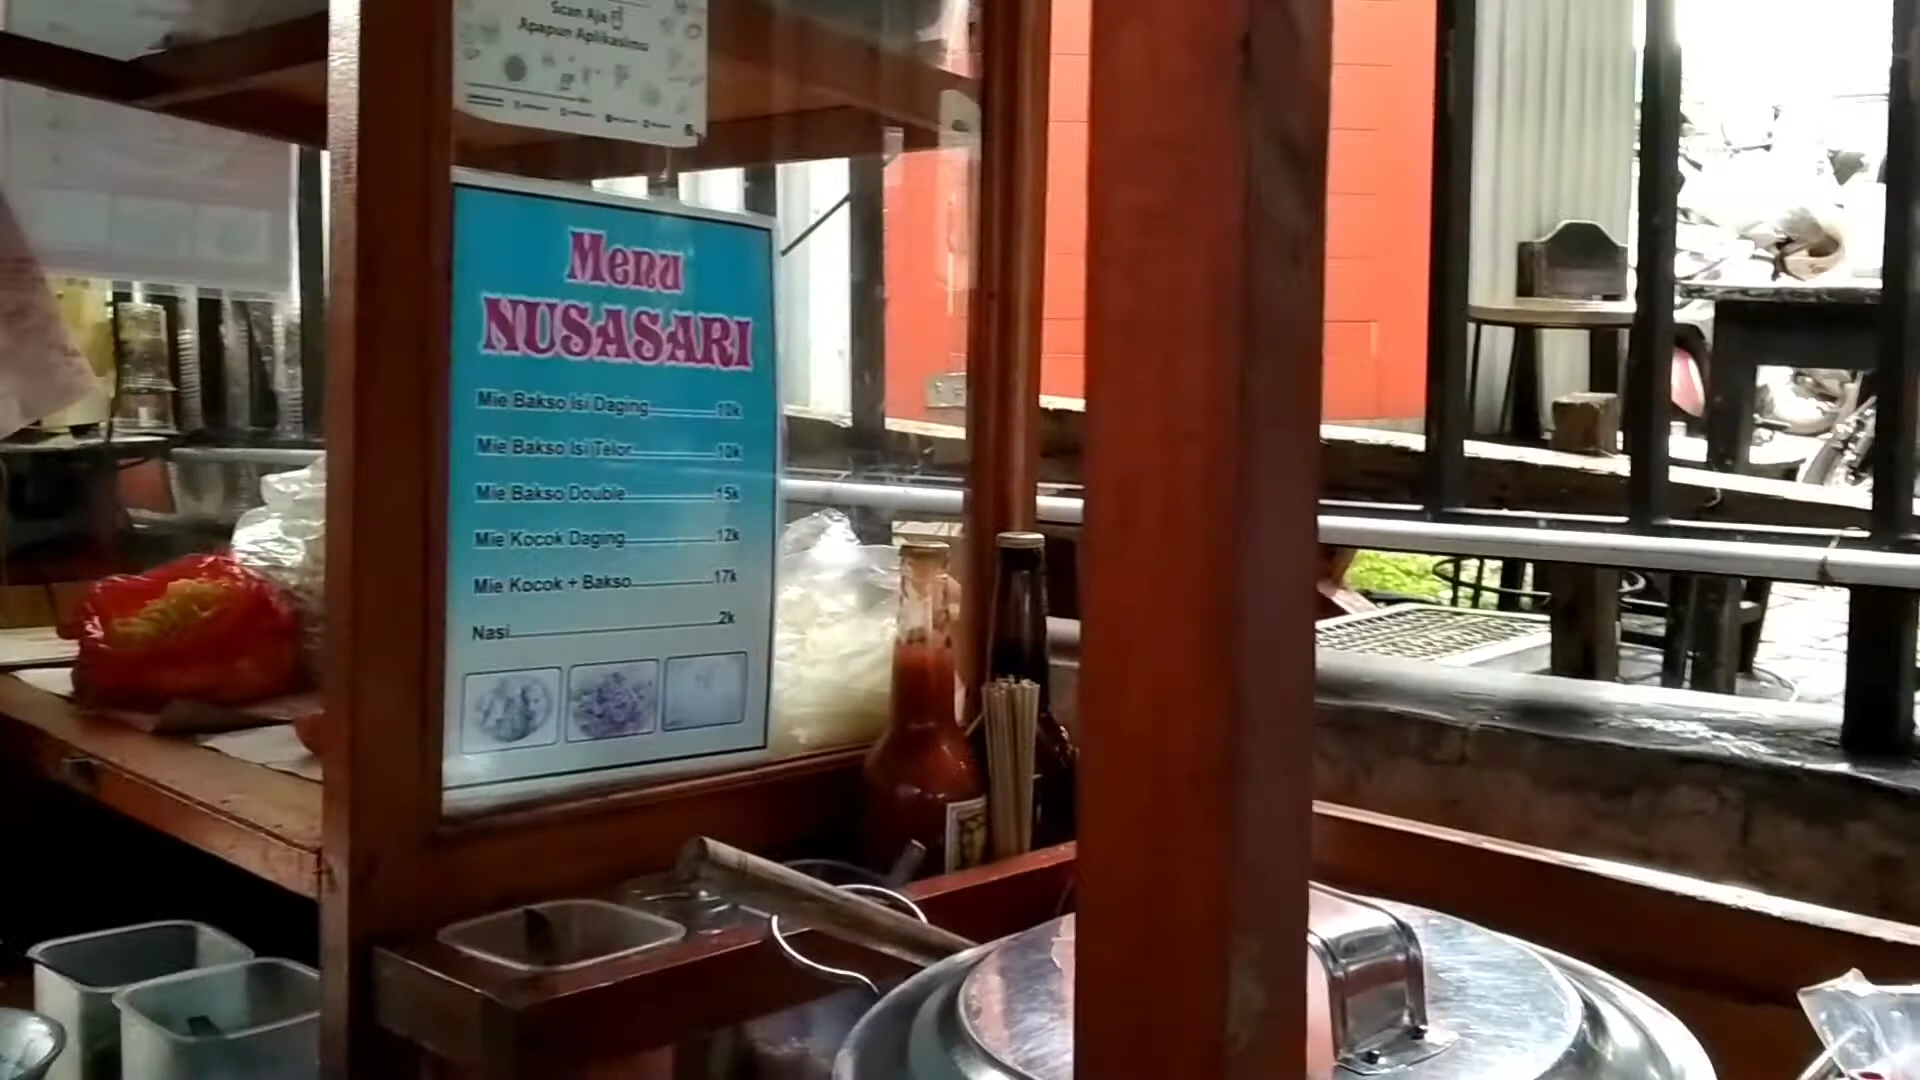 Scan Aja
Apapun Aplikasimu
Menu
NUSASARI
Mie Bakso Isi Daging..............10k
Mie Bakso Isi Telor..............10k
Mie Bakso Double..............15k
Mie Kocok Daging..............12k
Mie Kocok + Bakso..............17k
Nasi..............2k